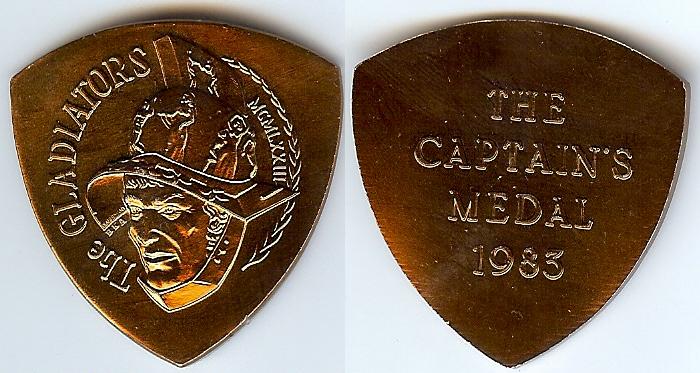 The GLADIATORS
MCMLXXIII
THE
CAPTAIN'S
MEDAL
1983